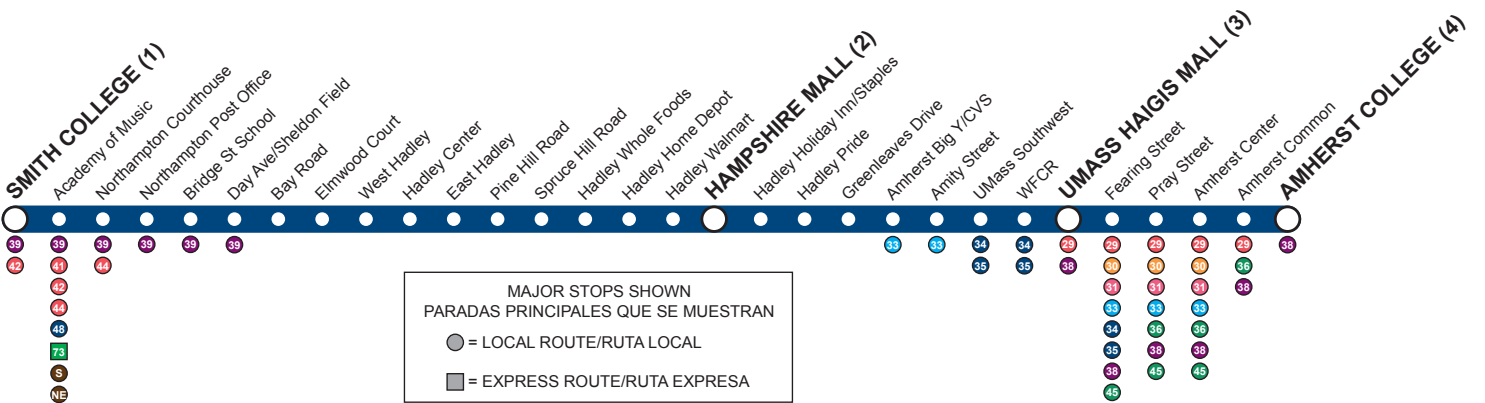 SMITH COLLEGE (1)
Academy of Music
Northampton Courthouse
Northampton Post Office
Bridge St School
Day Ave/Sheldon Field
Bay Road
Elmwood Court
West Hadley
Hadley Center
East Hadley
Pine Hill Road
Spruce Hill Road
Hadley Whole Foods
Hadley Home Depot
Hadley Walmart
HAMPSHIRE MALL (2)
Hadley Holiday Inn/Staples
Hadley Pride
Greenleaves Drive
Amherst Big Y/CVS
Amity Street
UMass Southwest
WFCR
UMASS HAIGIS MALL (3)
Fearing Street
Pray Street
Amherst Center
Amherst Common
AMHERST COLLEGE (4)
39 39 39 39 39 39 33 33 34 34 29 29 29 29 29 38
42 41 44 35 35 38 30 30 30 36
42 31 31 31 38
44 33 33 33
48 34 36 36
73 35 38 38
S 38 45 45
NE 45
MAJOR STOPS SHOWN
PARADAS PRINCIPALES QUE SE MUESTRAN
= LOCAL ROUTE/RUTA LOCAL
= EXPRESS ROUTE/RUTA EXPRESA